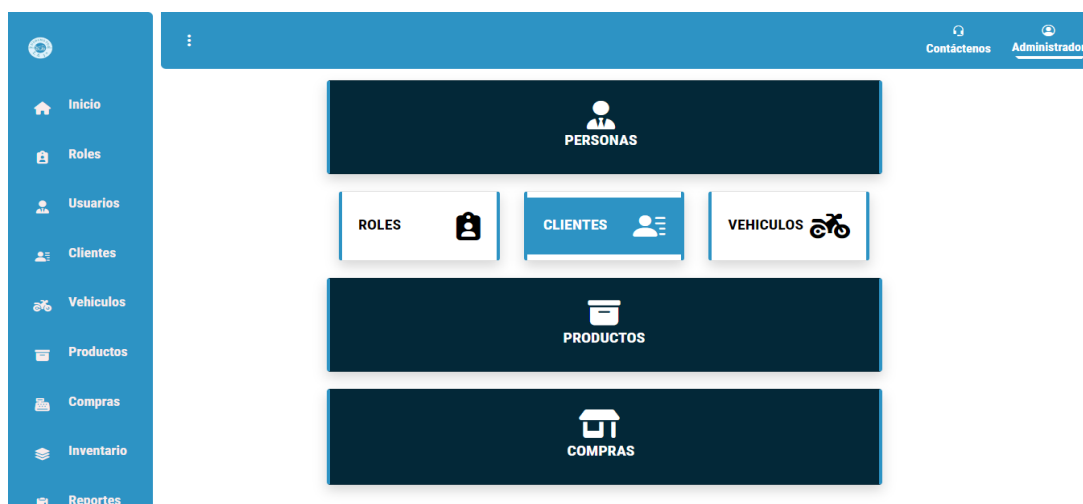 Contáctenos
Administrador
Inicio
Roles
Usuarios
Clientes
Vehiculos
Productos
Compras
Inventario
Reportes
PERSONAS
ROLES
CLIENTES
VEHICULOS
PRODUCTOS
COMPRAS